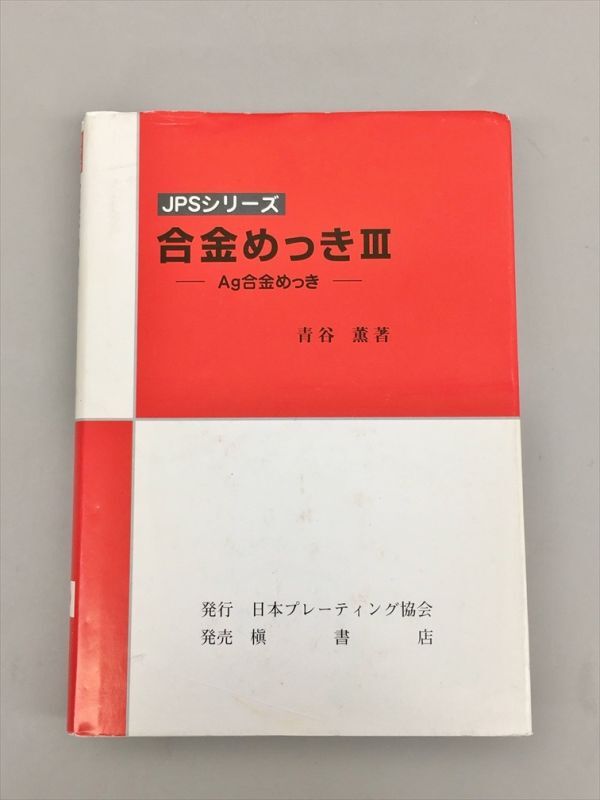 JPSシリーズ
合金めっきIII
— Ag合金めっき —
青谷 薫著
発行 日本プレーティング協会
発売 槇書店